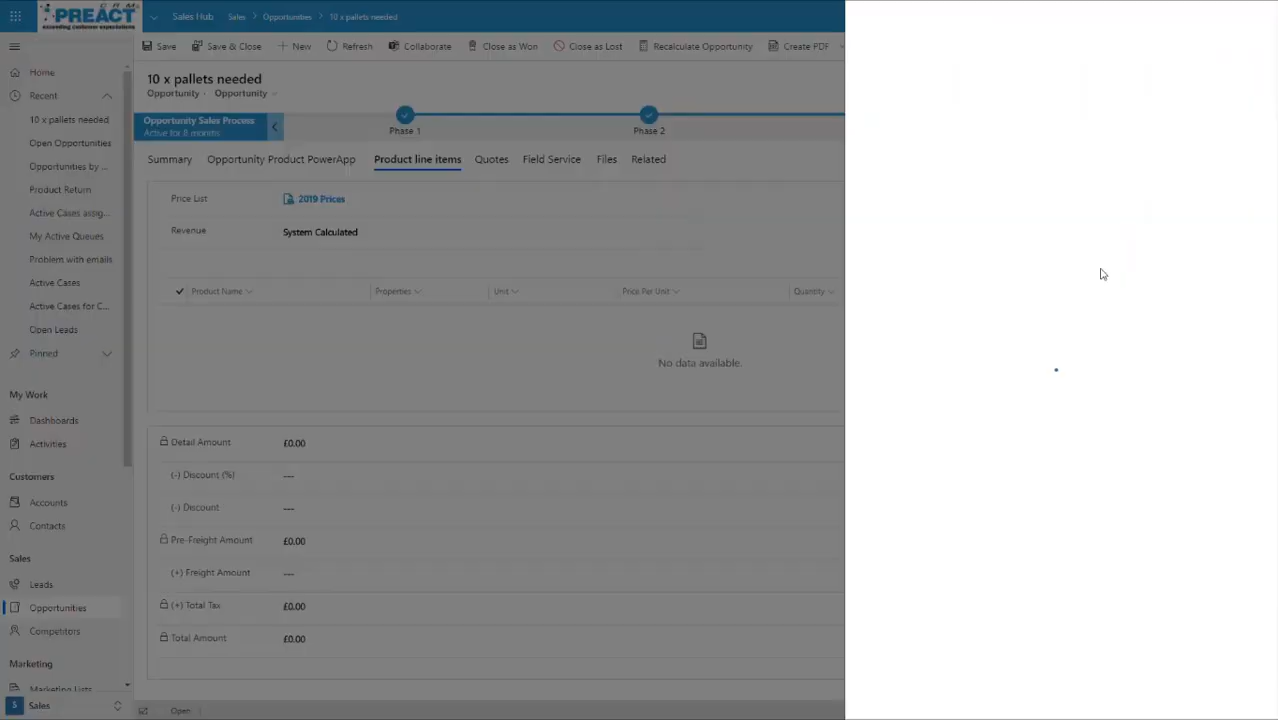 PREACT
exceeding customer expectations
Sales Hub
Sales > Opportunities > 10 x pallets needed
Save
Save & Close
New
Refresh
Collaborate
Close as Won
Close as Lost
Recalculate Opportunity
Create PDF
Home
Recent
10 x pallets needed
Open Opportunities
Opportunities by ...
Product Return
Active Cases assig...
My Active Queues
Problem with emails
Active Cases
Active Cases for C...
Open Leads
Pinned
My Work
Dashboards
Activities
Customers
Accounts
Contacts
Sales
Leads
Opportunities
Competitors
Marketing
Marketing Lists
S Sales
10 x pallets needed
Opportunity · Opportunity
Opportunity Sales Process
Active for 8 months
Phase 1
Phase 2
Summary
Opportunity Product PowerApp
Product line items
Quotes
Field Service
Files
Related
Price List
2019 Prices
Revenue
System Calculated
Product Name
Properties
Unit
Price Per Unit
Quantity
No data available.
Detail Amount £0.00
(-) Discount (%) ---
(-) Discount ---
Pre-Freight Amount £0.00
(+) Freight Amount ---
(+) Total Tax £0.00
Total Amount £0.00
Open